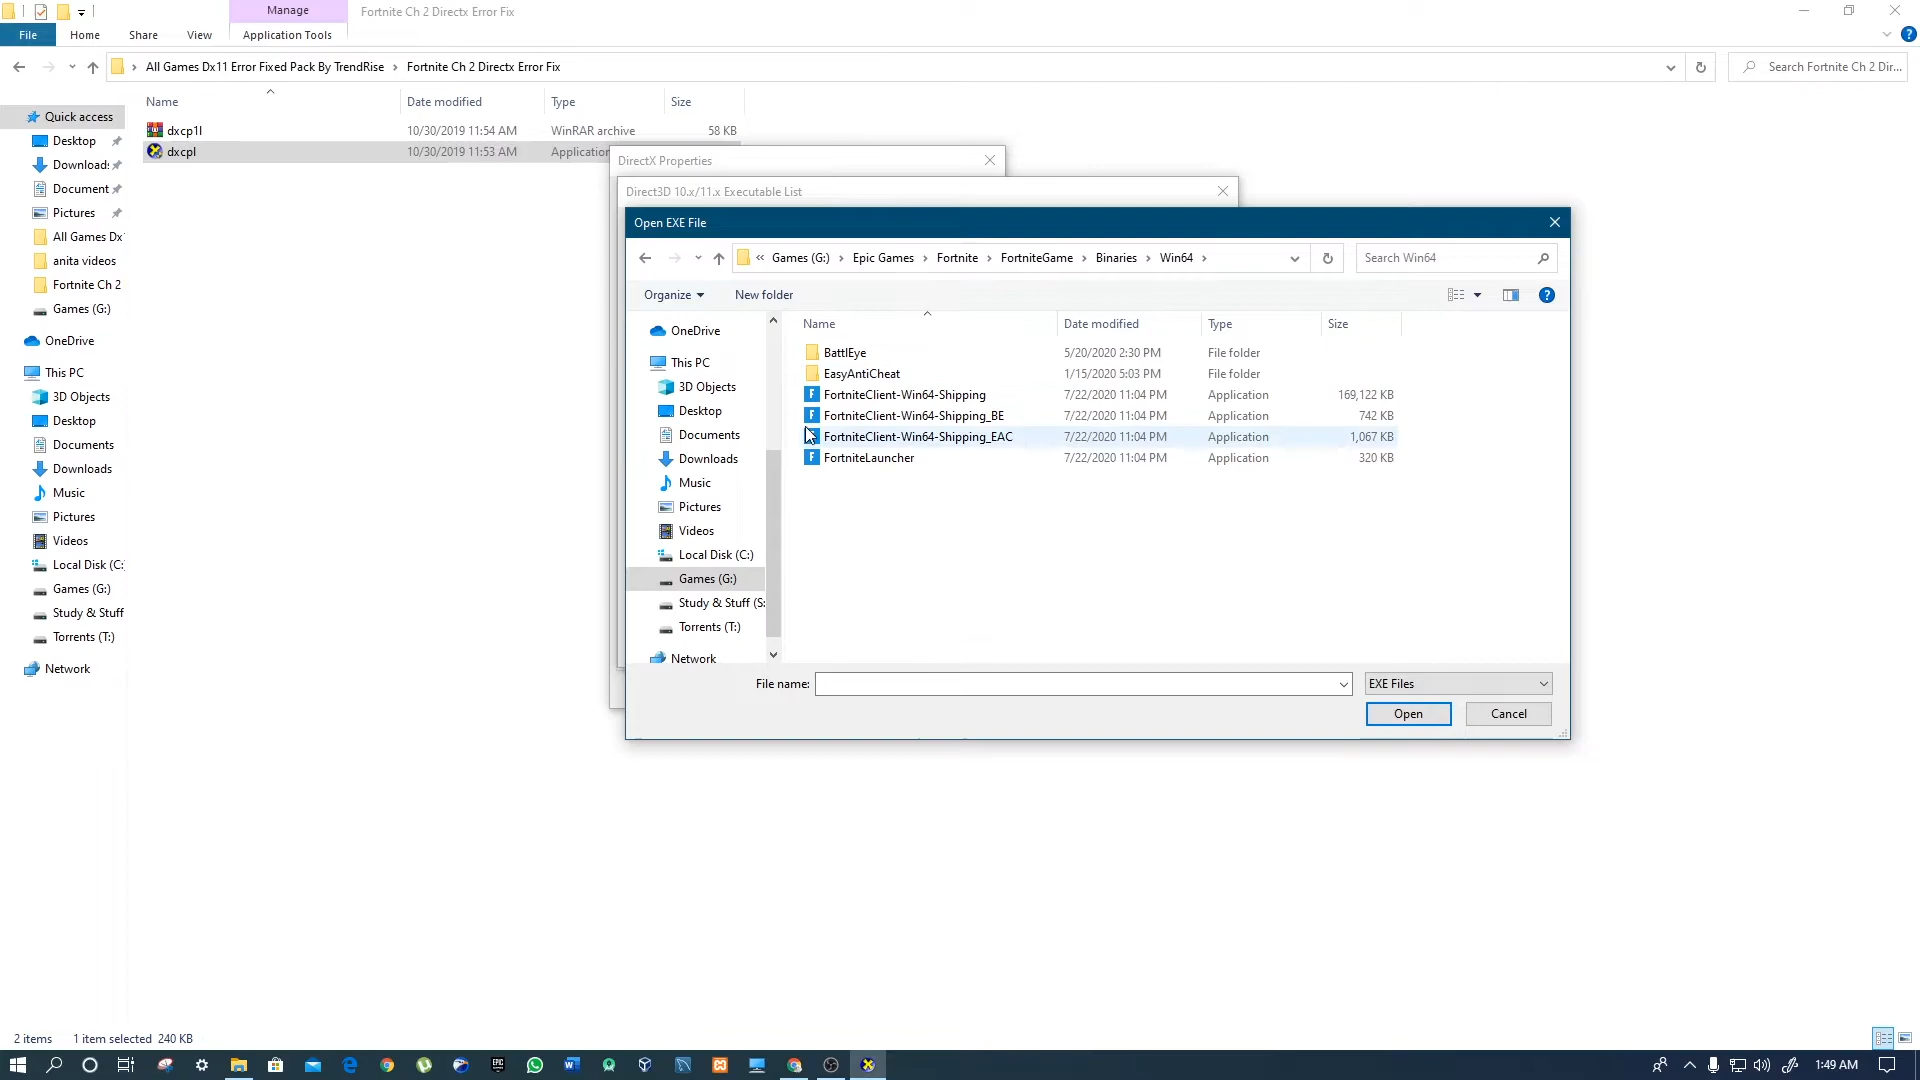 Manage
Fortnite Ch 2 Directx Error Fix
File
Home
Share
View
Application Tools
All Games Dx11 Error Fixed Pack By TrendRise
Fortnite Ch 2 Directx Error Fix
Search Fortnite Ch 2 Dir...
Name
Date modified
Type
Size
dxcp1l
10/30/2019 11:54 AM
WinRAR archive
58 KB
dxcpl
10/30/2019 11:53 AM
Application
Quick access
Desktop
Downloads
Document
Pictures
All Games Dx
anita videos
Fortnite Ch 2
Games (G:)
OneDrive
This PC
3D Objects
Desktop
Documents
Downloads
Music
Pictures
Videos
Local Disk (C:
Games (G:)
Study & Stuff
Torrents (T:)
Network
DirectX Properties
Direct3D 10.x/11.x Executable List
Open EXE File
« Games (G:) › Epic Games › Fortnite › FortniteGame › Binaries › Win64 ›
Search Win64
Organize
New folder
OneDrive
This PC
3D Objects
Desktop
Documents
Downloads
Music
Pictures
Videos
Local Disk (C:)
Games (G:)
Study & Stuff (S:
Torrents (T:)
Network
Name
Date modified
Type
Size
BattlEye
5/20/2020 2:30 PM
File folder
EasyAntiCheat
1/15/2020 5:03 PM
File folder
FortniteClient-Win64-Shipping
7/22/2020 11:04 PM
Application
169,122 KB
FortniteClient-Win64-Shipping_BE
7/22/2020 11:04 PM
Application
742 KB
FortniteClient-Win64-Shipping_EAC
7/22/2020 11:04 PM
Application
1,067 KB
FortniteLauncher
7/22/2020 11:04 PM
Application
320 KB
File name:
EXE Files
Open
Cancel
2 items
1 item selected 240 KB
1:49 AM